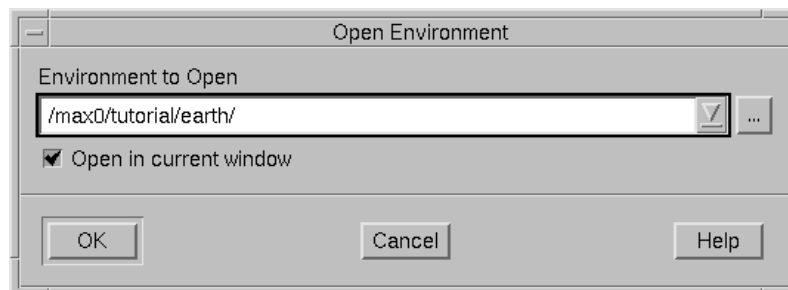 Open Environment
Environment to Open
/max0/tutorial/earth/
...
Open in current window
OK Cancel Help